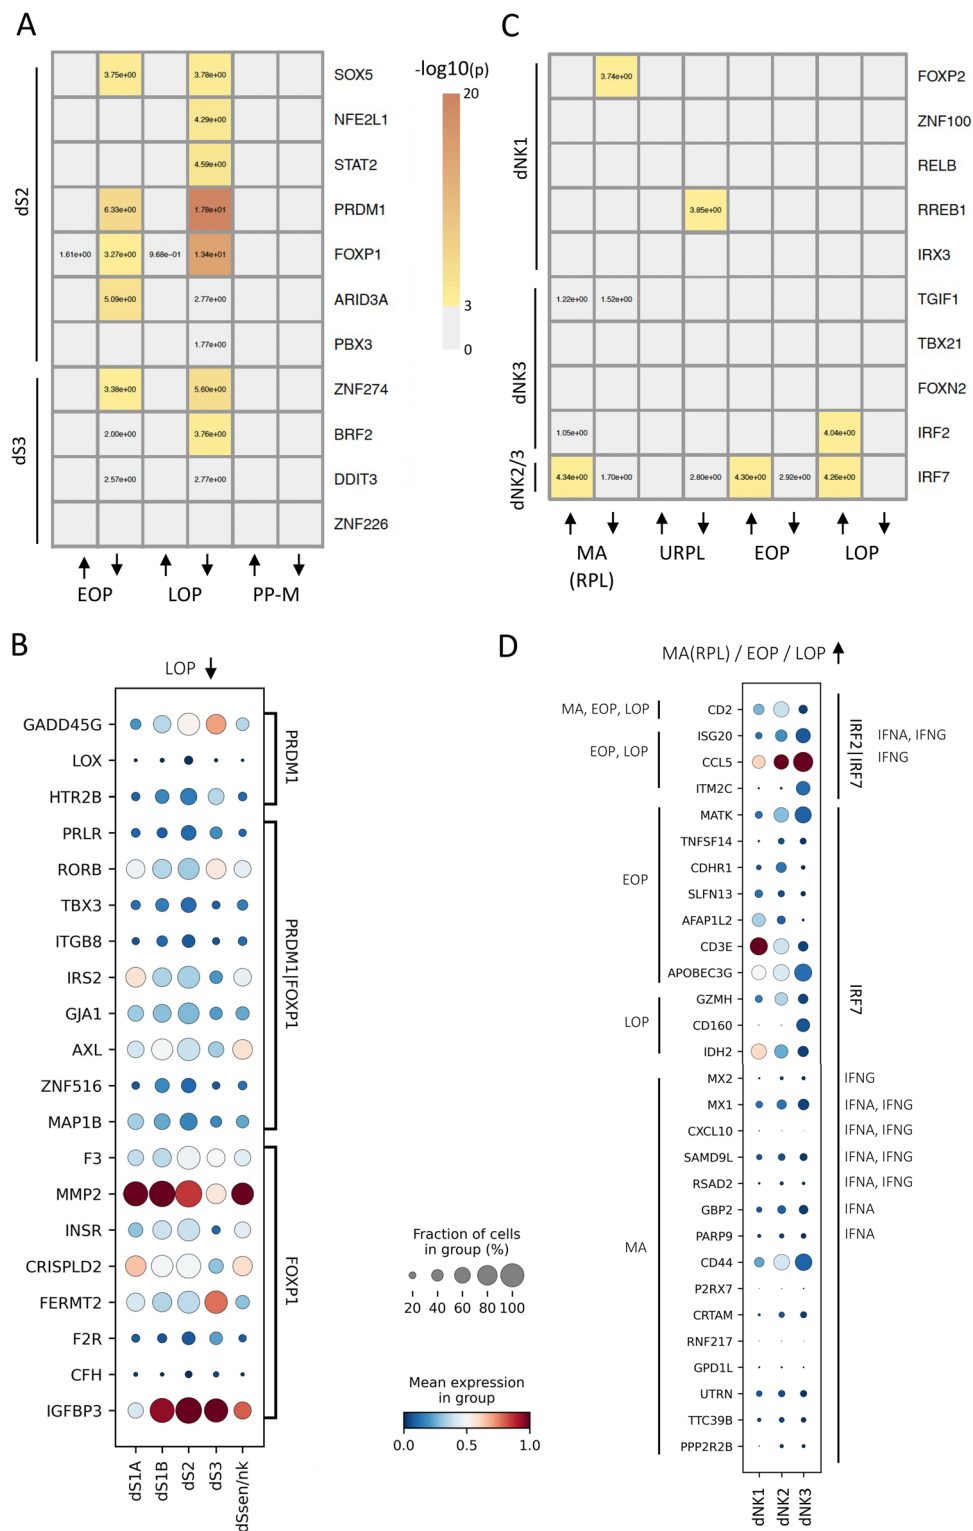 A
3.75e+00 3.78e+00 SOX5
4.29e+00 NFE2L1
4.59e+00 STAT2
6.33e+00 1.78e+01 PRDM1
1.61e+00 3.27e+00 9.68e−01 1.34e+01 FOXP1
5.09e+00 2.77e+00 ARID3A
1.77e+00 PBX3
3.38e+00 5.60e+00 ZNF274
2.00e+00 3.76e+00 BRF2
2.57e+00 2.77e+00 DDIT3
ZNF226
dS2
dS3
↑ ↓ ↑ ↓ ↑ ↓
EOP LOP PP-M
-log10(p)
20
3
0
C
3.74e+00 FOXP2
ZNF100
RELB
3.85e+00 RREB1
IRX3
1.22e+00 1.52e+00 TGIF1
TBX21
FOXN2
1.05e+00 4.04e+00 IRF2
4.34e+00 1.70e+00 2.80e+00 4.30e+00 2.92e+00 4.26e+00 IRF7
dNK1
dNK3
dNK2/3
↑ ↓ ↑ ↓ ↑ ↓ ↑ ↓
MA URPL EOP LOP
(RPL)
B
LOP ↓
GADD45G
LOX
HTR2B
PRLR
RORB
TBX3
ITGB8
IRS2
GJA1
AXL
ZNF516
MAP1B
F3
MMP2
INSR
CRISPLD2
FERMT2
F2R
CFH
IGFBP3
PRDM1
PRDM1|FOXP1
FOXP1
dS1A
dS1B
dS2
dS3
dSsen/nk
Fraction of cells
in group (%)
20 40 60 80 100
Mean expression
in group
0.0 0.5 1.0
D
MA(RPL) / EOP / LOP ↑
MA, EOP, LOP
EOP, LOP
EOP
LOP
MA
CD2
ISG20 IFNA, IFNG
CCL5 IFNG
ITM2C
MATK
TNFSF14
CDHR1
SLFN13
AFAP1L2
CD3E
APOBEC3G
GZMH
CD160
IDH2
MX2 IFNG
MX1 IFNA, IFNG
CXCL10 IFNA, IFNG
SAMD9L IFNA, IFNG
RSAD2 IFNA, IFNG
GBP2 IFNA
PARP9 IFNA
CD44
P2RX7
CRTAM
RNF217
GPD1L
UTRN
TTC39B
PPP2R2B
IRF2|IRF7
IRF7
dNK1
dNK2
dNK3